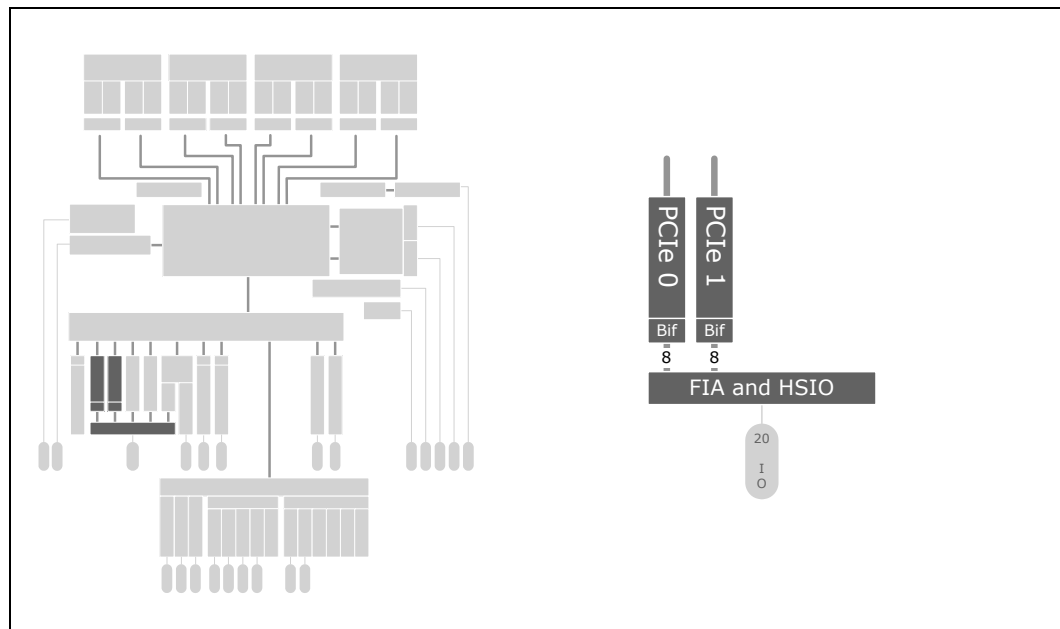 PCIe 0
PCIe 1
Bif
Bif
8
8
FIA and HSIO
20
I
O